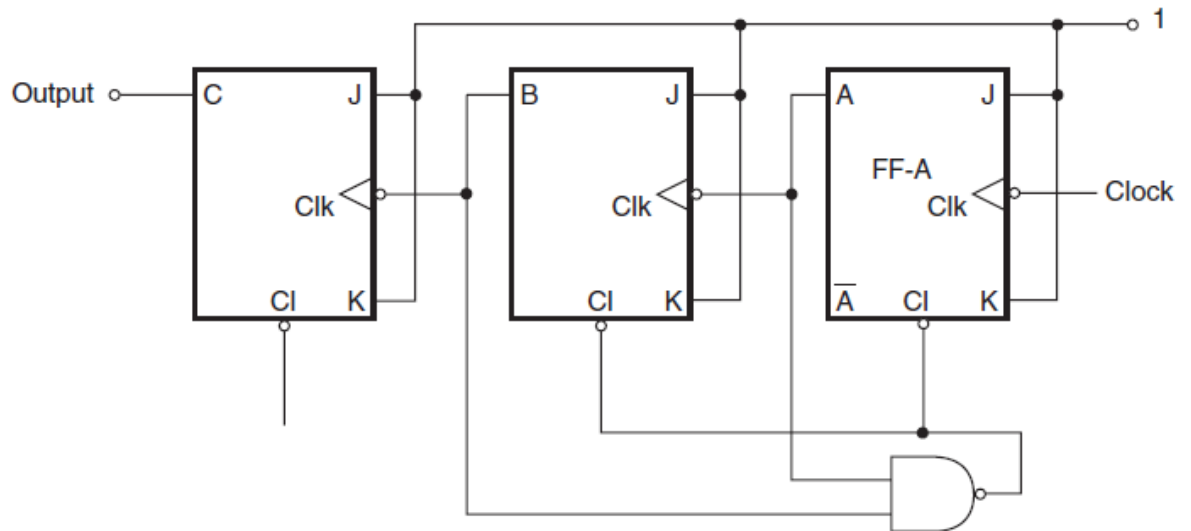 1
Output C J B J A J
FF-A
Clk Clk Clk Clock
Cl K Cl K A̅ Cl K